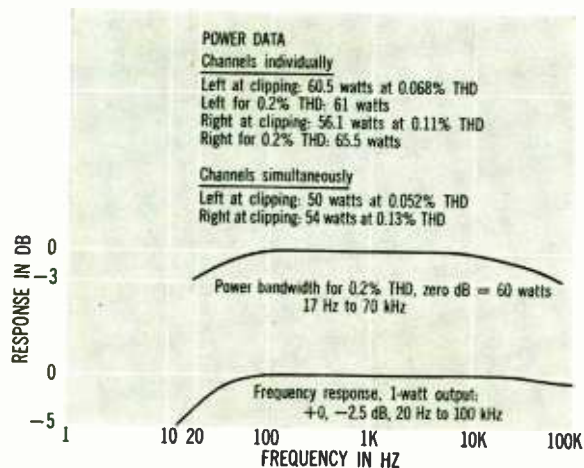 POWER DATA
Channels individually
Left at clipping: 60.5 watts at 0.068% THD
Left for 0.2% THD: 61 watts
Right at clipping: 56.1 watts at 0.11% THD
Right for 0.2% THD: 65.5 watts
Channels simultaneously
Left at clipping: 50 watts at 0.052% THD
Right at clipping: 54 watts at 0.13% THD
0
-3
Power bandwidth for 0.2% THD, zero dB = 60 watts
17 Hz to 70 kHz
RESPONSE IN DB
0
Frequency response, 1-watt output:
+0, -2.5 dB, 20 Hz to 100 kHz
-5
1 10 20 100 1K 10K 100K
FREQUENCY IN HZ